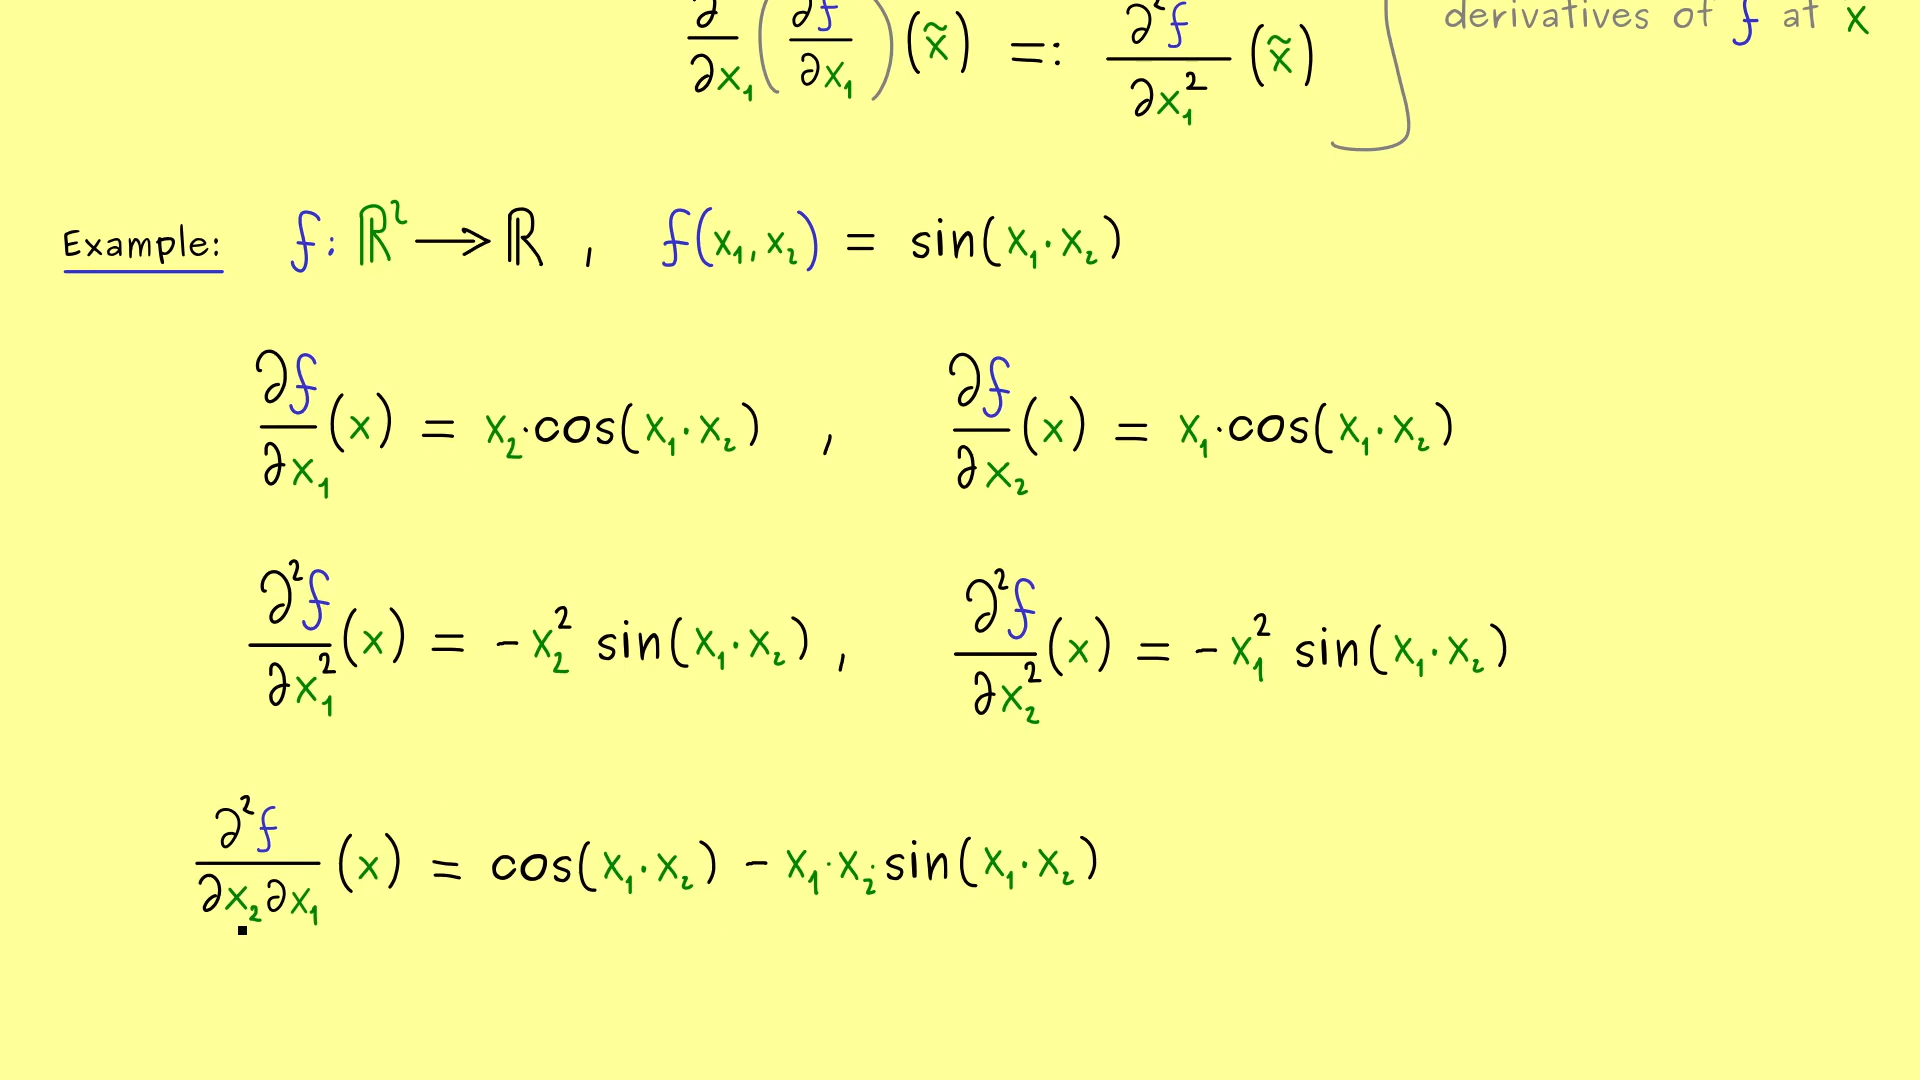 ∂/∂x₁ (∂f/∂x₁)(x̃) =: ∂²f/∂x₁² (x̃) derivatives of f at x
Example: f: ℝ² ⟶ ℝ , f(x₁, x₂) = sin(x₁·x₂)
∂f/∂x₁ (x) = x₂·cos(x₁·x₂) , ∂f/∂x₂ (x) = x₁·cos(x₁·x₂)
∂²f/∂x₁² (x) = -x₂² sin(x₁·x₂) , ∂²f/∂x₂² (x) = -x₁² sin(x₁·x₂)
∂²f/∂x₂∂x₁ (x) = cos(x₁·x₂) - x₁·x₂·sin(x₁·x₂)